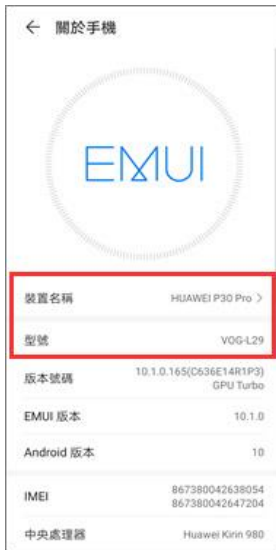 ← 關於手機
EMUI
裝置名稱 HUAWEI P30 Pro >
型號 VOG-L29
版本號碼 10.1.0.165(C636E14R1P3)
GPU Turbo
EMUI 版本 10.1.0
Android 版本 10
IMEI 867380042638054
867380042647204
中央處理器 Huawei Kirin 980